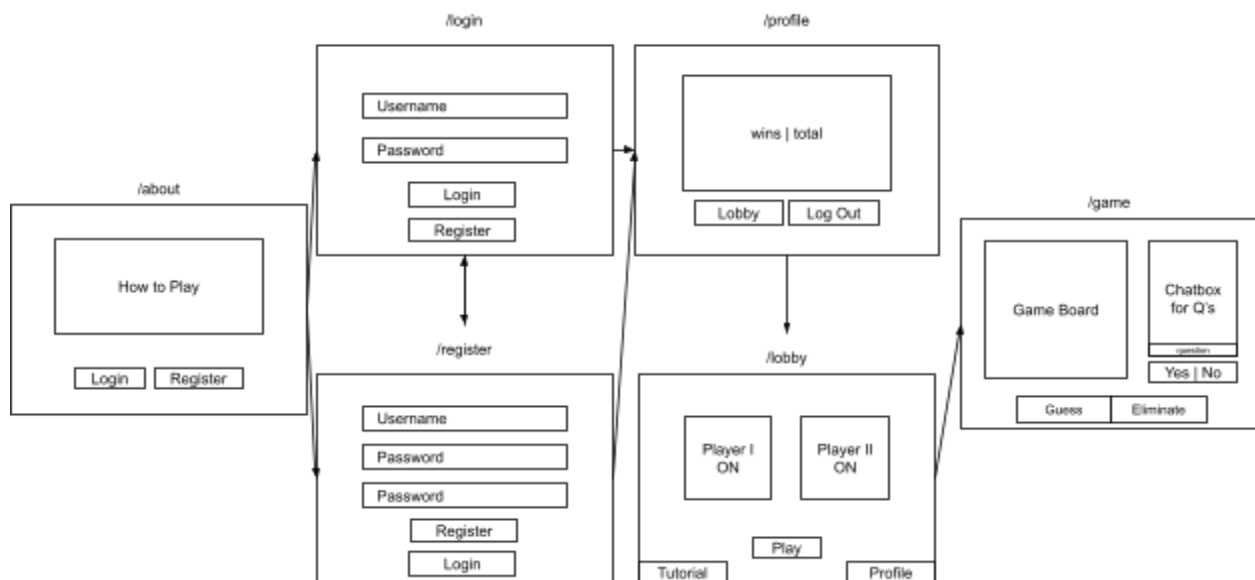 /about
How to Play
Login
Register
/login
Username
Password
Login
Register
/register
Username
Password
Password
Register
Login
/profile
wins | total
Lobby
Log Out
/lobby
Player I
ON
Player II
ON
Play
Tutorial
Profile
/game
Game Board
Chatbox
for Q's
question
Yes | No
Guess
Eliminate